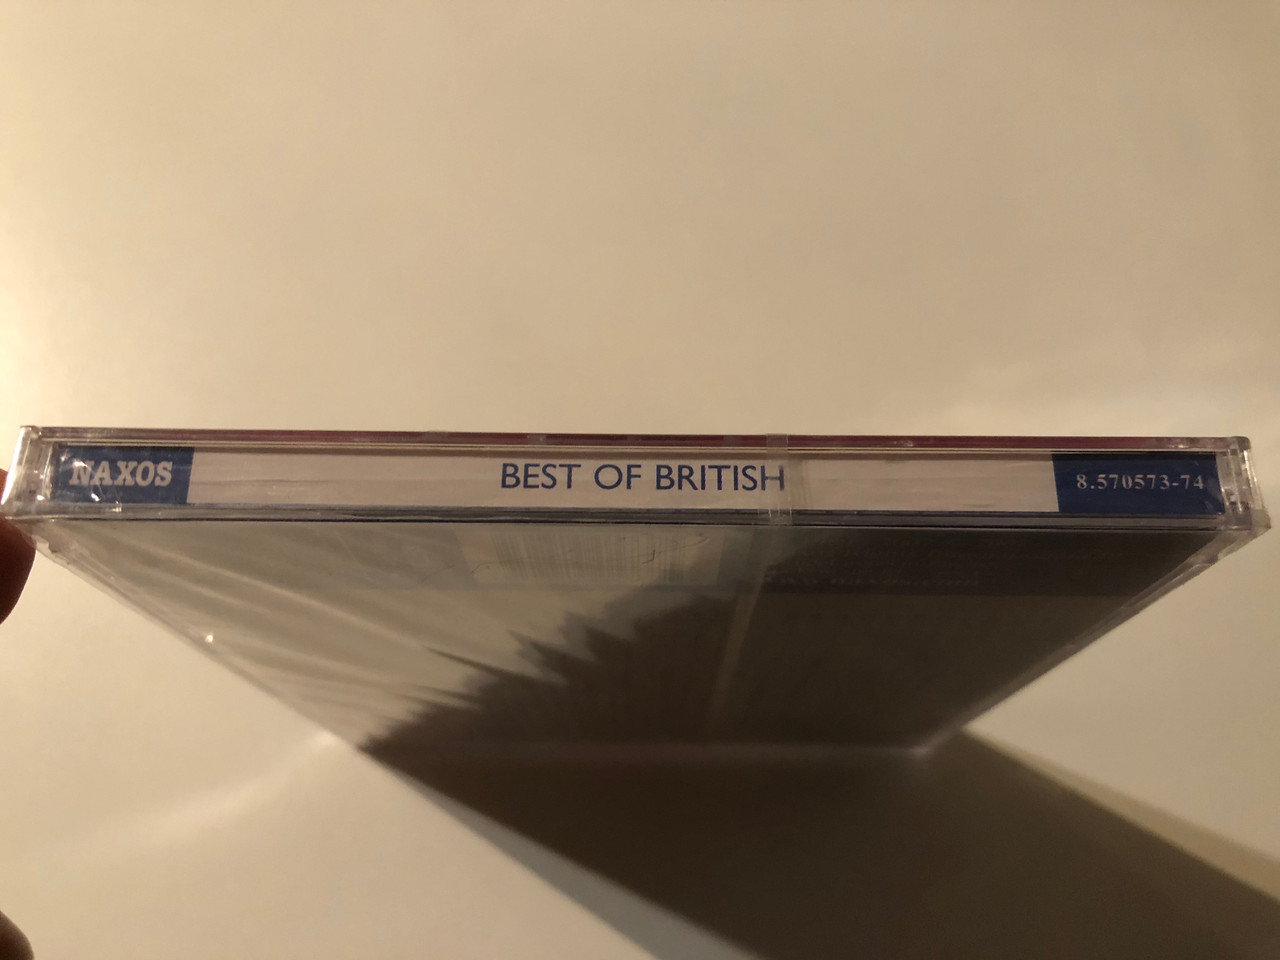 NAXOS
BEST OF BRITISH
8.570573-74